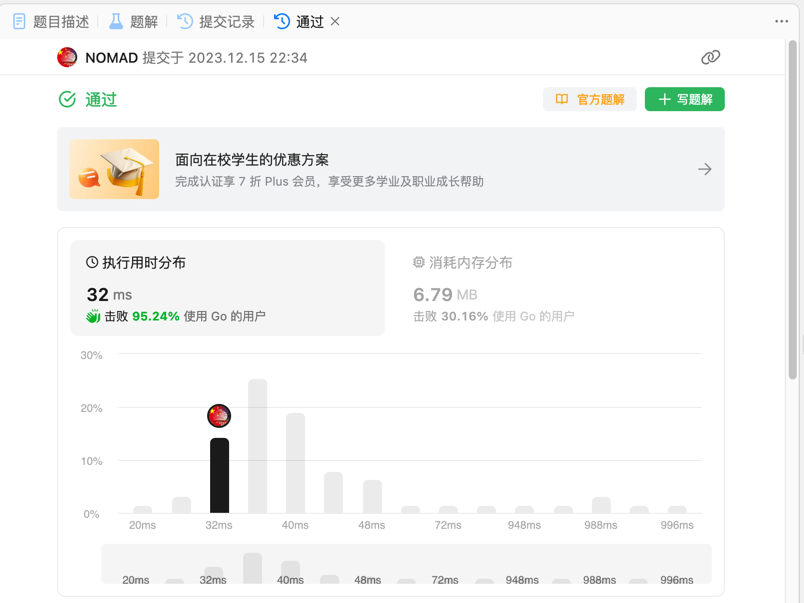 题目描述 题解 提交记录 通过
NOMAD 提交于 2023.12.15 22:34
通过 官方题解 写题解
面向在校学生的优惠方案
完成认证享 7 折 Plus 会员，享受更多学业及职业成长帮助
执行用时分布 消耗内存分布
32 ms 6.79 MB
击败 95.24% 使用 Go 的用户 击败 30.16% 使用 Go 的用户
30%
20%
10%
0%
20ms 32ms 40ms 48ms 72ms 948ms 988ms 996ms
20ms 32ms 40ms 48ms 72ms 948ms 988ms 996ms